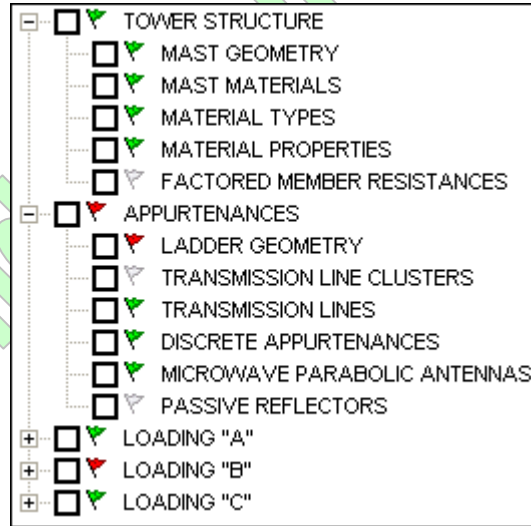 TOWER STRUCTURE
MAST GEOMETRY
MAST MATERIALS
MATERIAL TYPES
MATERIAL PROPERTIES
FACTORED MEMBER RESISTANCES
APPURTENANCES
LADDER GEOMETRY
TRANSMISSION LINE CLUSTERS
TRANSMISSION LINES
DISCRETE APPURTENANCES
MICROWAVE PARABOLIC ANTENNAS
PASSIVE REFLECTORS
LOADING "A"
LOADING "B"
LOADING "C"